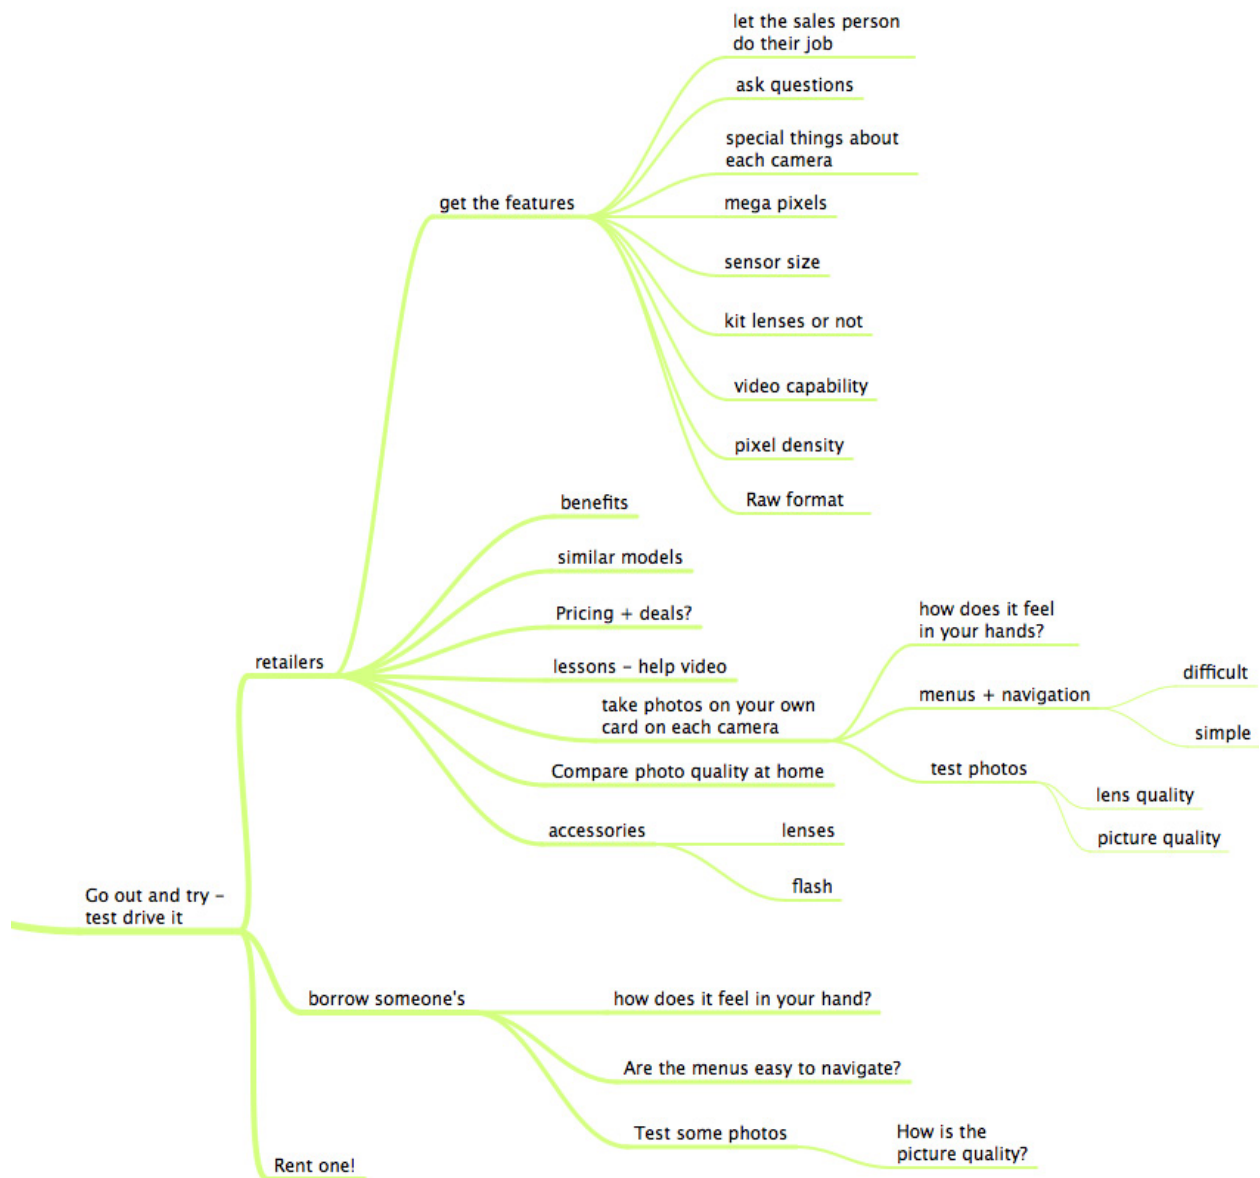 let the sales person
do their job
ask questions
special things about
each camera
get the features
mega pixels
sensor size
kit lenses or not
video capability
pixel density
Raw format
benefits
similar models
Pricing + deals?
how does it feel
in your hands?
retailers
lessons - help video
difficult
menus + navigation
take photos on your own
card on each camera
simple
test photos
Compare photo quality at home
lens quality
accessories
lenses
picture quality
flash
Go out and try -
test drive it
borrow someone's
how does it feel in your hand?
Are the menus easy to navigate?
Test some photos
How is the
picture quality?
Rent one!